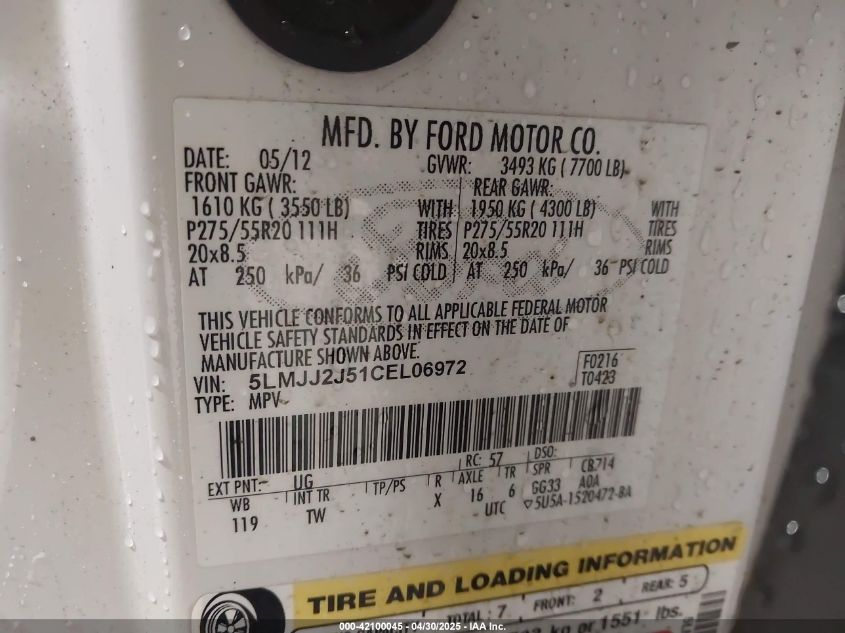 MFD. BY FORD MOTOR CO.
DATE: 05/12 GVWR: 3493 KG ( 7700 LB)
FRONT GAWR: REAR GAWR:
1610 KG ( 3550 LB) WITH 1950 KG ( 4300 LB) WITH
P275/55R20 111H TIRES P275/55R20 111H TIRES
20x8.5 RIMS 20x8.5 RIMS
AT 250 kPa/ 36 PSI COLD AT 250 kPa/ 36 PSI COLD
THIS VEHICLE CONFORMS TO ALL APPLICABLE FEDERAL MOTOR
VEHICLE SAFETY STANDARDS IN EFFECT ON THE DATE OF
MANUFACTURE SHOWN ABOVE.
VIN: 5LMJJ2J51CEL06972 F0216
TYPE: MPV T0423
EXT PNT: UG RC: 57 DSO:
WB INT TR TP/PS R AXLE TR SPR CB714
119 TW X 16 6 GG33 AOA
UTC ▽5U5A-1520472-BA
TIRE AND LOADING INFORMATION
TOTAL: 7 FRONT: 2 REAR: 5
kg or 1551 lbs.
000-42100045 - 04/30/2025 - IAA Inc.